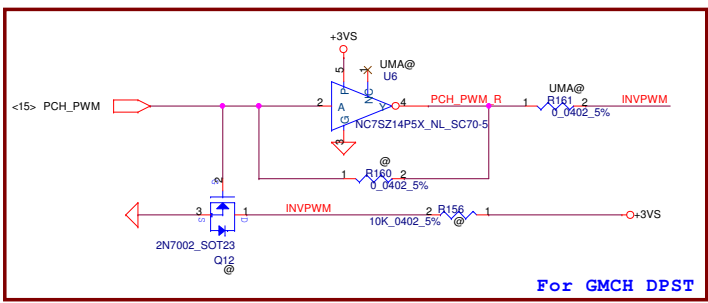 +3VS
UMA@
U6
5
1
P
NC
<15> PCH_PWM
2
A
Y
4
PCH_PWM_R
UMA@
1
R161
2
INVPWM
0_0402_5%
G
3
NC7SZ14P5X_NL_SC70-5
@
1
R160
2
0_0402_5%
2
G
3
S
D
1
INVPWM
2
R156
1
+3VS
10K_0402_5%
@
2N7002_SOT23
Q12
@
For GMCH DPST